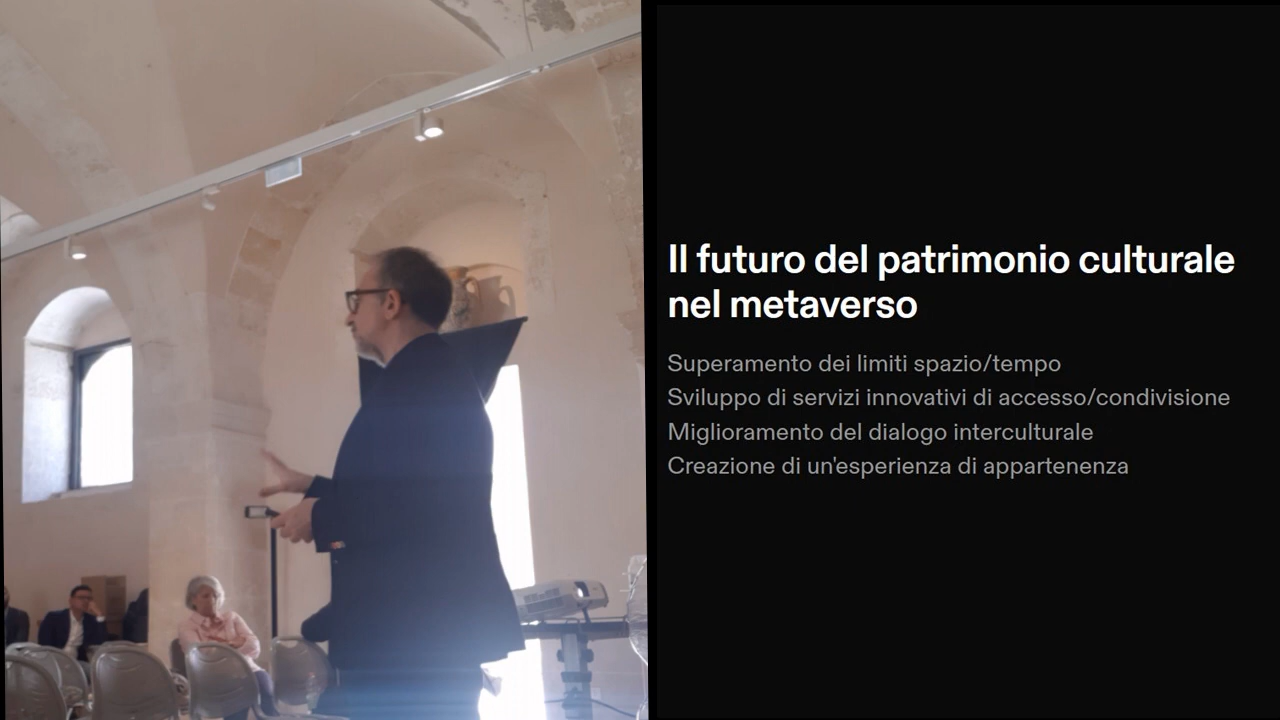 Il futuro del patrimonio culturale
nel metaverso
Superamento dei limiti spazio/tempo
Sviluppo di servizi innovativi di accesso/condivisione
Miglioramento del dialogo interculturale
Creazione di un'esperienza di appartenenza